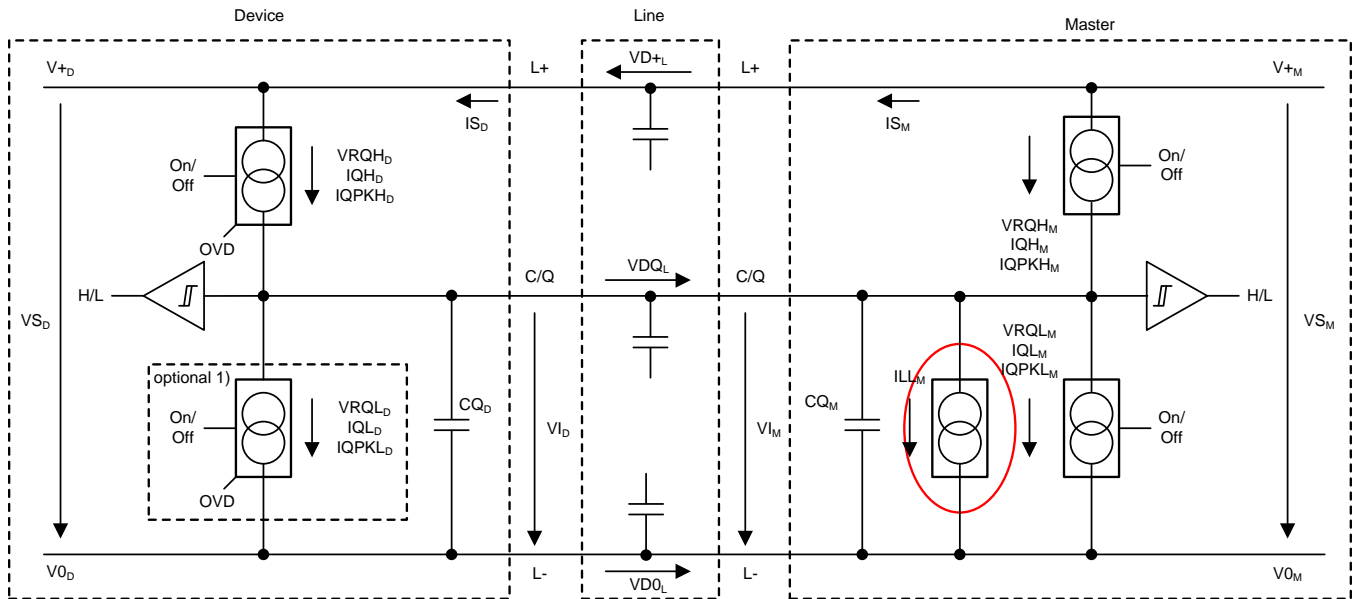 Device
Line
Master
V+D
L+
VD+L
L+
V+M
ISD
ISM
On/
Off
VRQHD
IQHD
IQPKHD
OVD
On/
Off
VRQHM
IQHM
IQPKHM
H/L
C/Q
VDQL
C/Q
H/L
VSD
VSM
optional 1)
On/
Off
VRQLD
IQLD
IQPKLD
OVD
CQD
VID
VIM
CQM
ILLM
VRQLM
IQLM
IQPKLM
On/
Off
V0D
L-
VD0L
L-
V0M